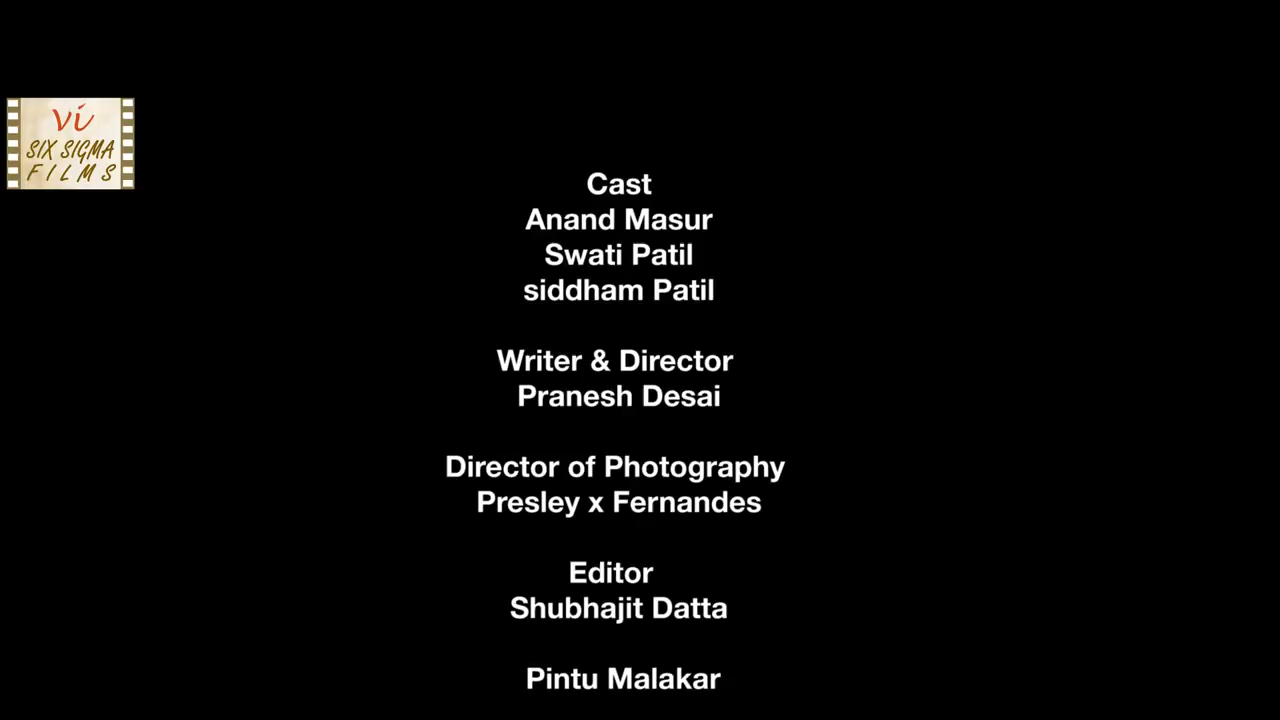 vi
SIX SIGMA
FILMS
Cast
Anand Masur
Swati Patil
siddham Patil
Writer & Director
Pranesh Desai
Director of Photography
Presley x Fernandes
Editor
Shubhajit Datta
Pintu Malakar